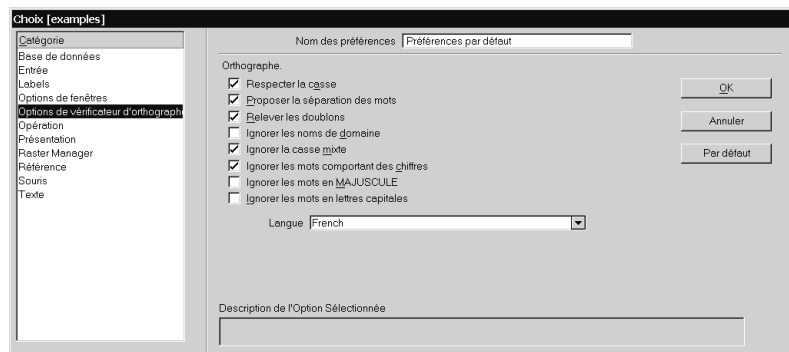 Choix [examples]
Catégorie
Base de données
Entrée
Labels
Options de fenêtres
Options de vérificateur d'orthographe
Opération
Présentation
Raster Manager
Référence
Souris
Texte
Nom des préférences Préférences par défaut
Orthographe.
Respecter la casse
Proposer la séparation des mots
Relever les doublons
Ignorer les noms de domaine
Ignorer la casse mixte
Ignorer les mots comportant des chiffres
Ignorer les mots en MAJUSCULE
Ignorer les mots en lettres capitales
Langue French
OK
Annuler
Par défaut
Description de l'Option Sélectionnée